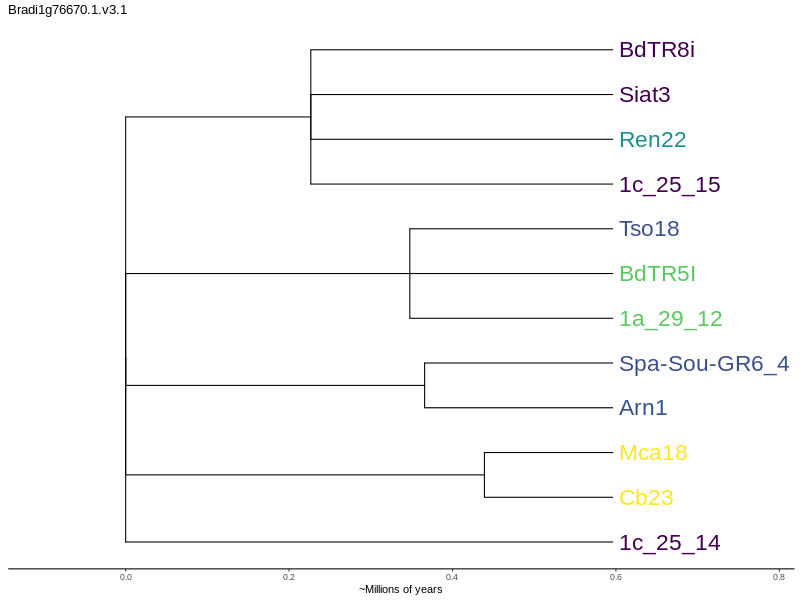 Bradi1g76670.1.v3.1
BdTR8i
Siat3
Ren22
1c_25_15
Tso18
BdTR5I
1a_29_12
Spa-Sou-GR6_4
Arn1
Mca18
Cb23
1c_25_14
0.0 0.2 0.4 0.6 0.8
~Millions of years